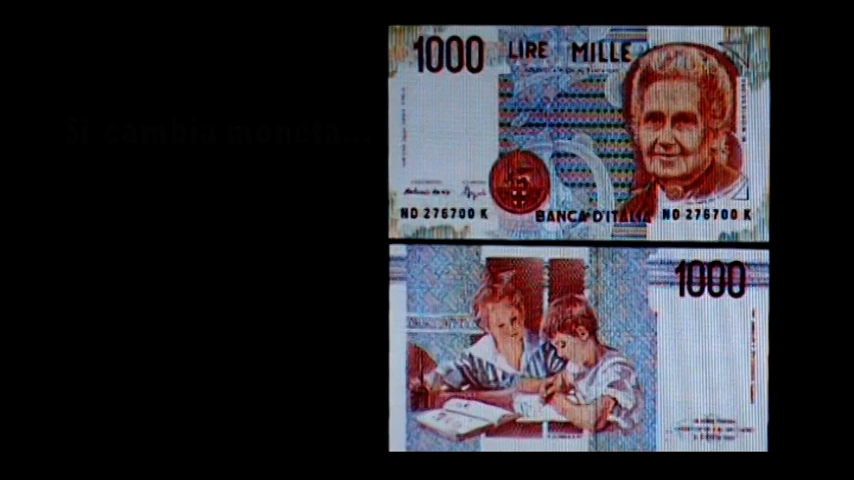 Si cambia moneta...
1000 LIRE MILLE
ND 276700 K
BANCA D'ITALIA
ND 276700 K
1000